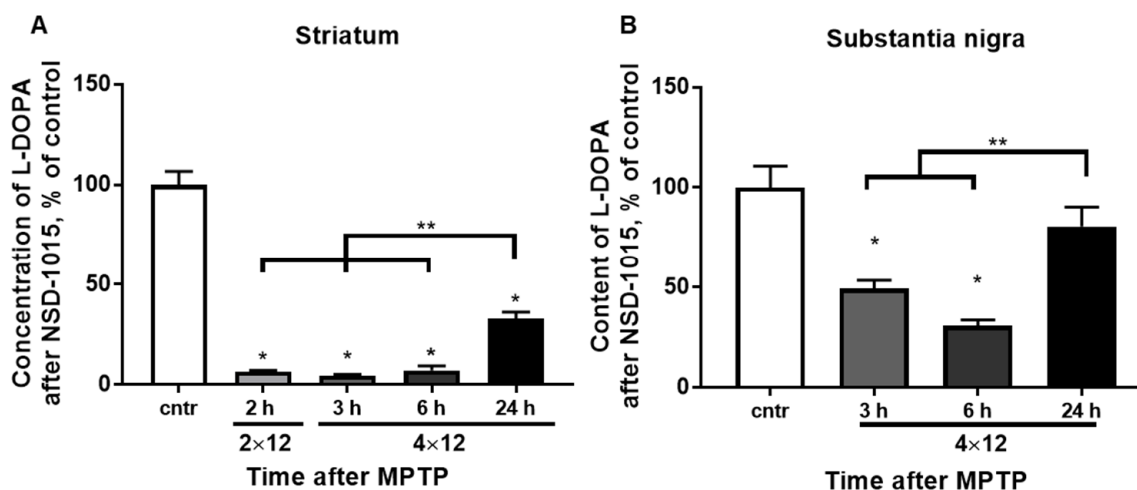 A
Striatum
Concentration of L-DOPA
after NSD-1015, % of control
150
100
50
0
**
*
*
*
*
cntr
2 h
3 h
6 h
24 h
2×12
4×12
Time after MPTP
B
Substantia nigra
Content of L-DOPA
after NSD-1015, % of control
150
100
50
0
**
*
*
cntr
3 h
6 h
24 h
4×12
Time after MPTP